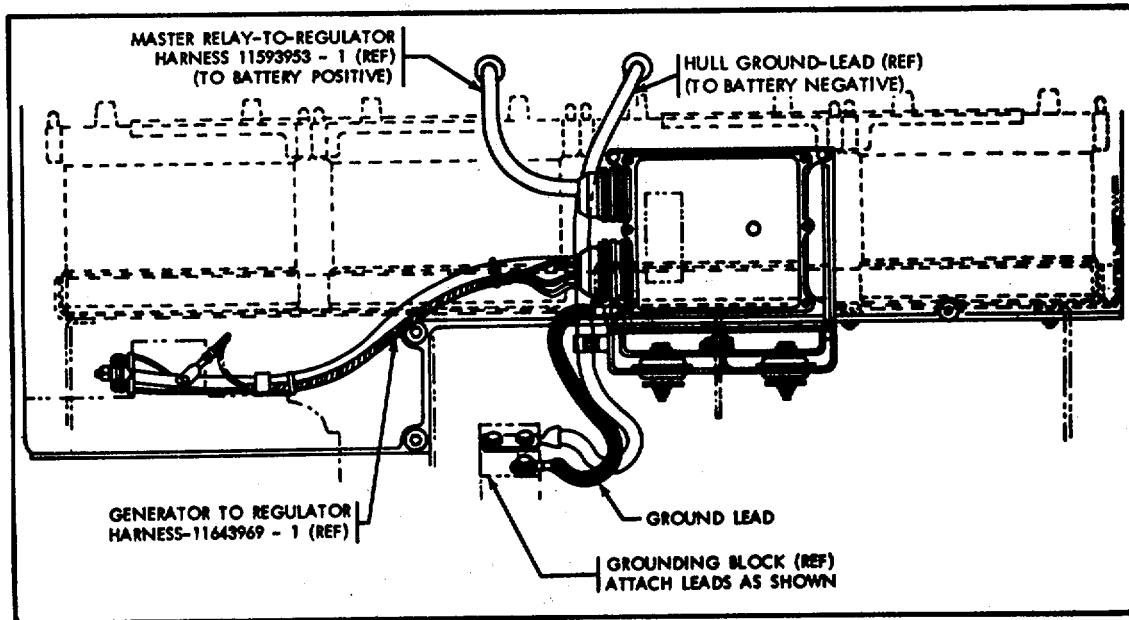 MASTER RELAY-TO-REGULATOR
HARNESS 11593953 - 1 (REF)
(TO BATTERY POSITIVE)
HULL GROUND-LEAD (REF)
(TO BATTERY NEGATIVE)
GENERATOR TO REGULATOR
HARNESS-11643969 - 1 (REF)
GROUND LEAD
GROUNDING BLOCK (REF)
ATTACH LEADS AS SHOWN